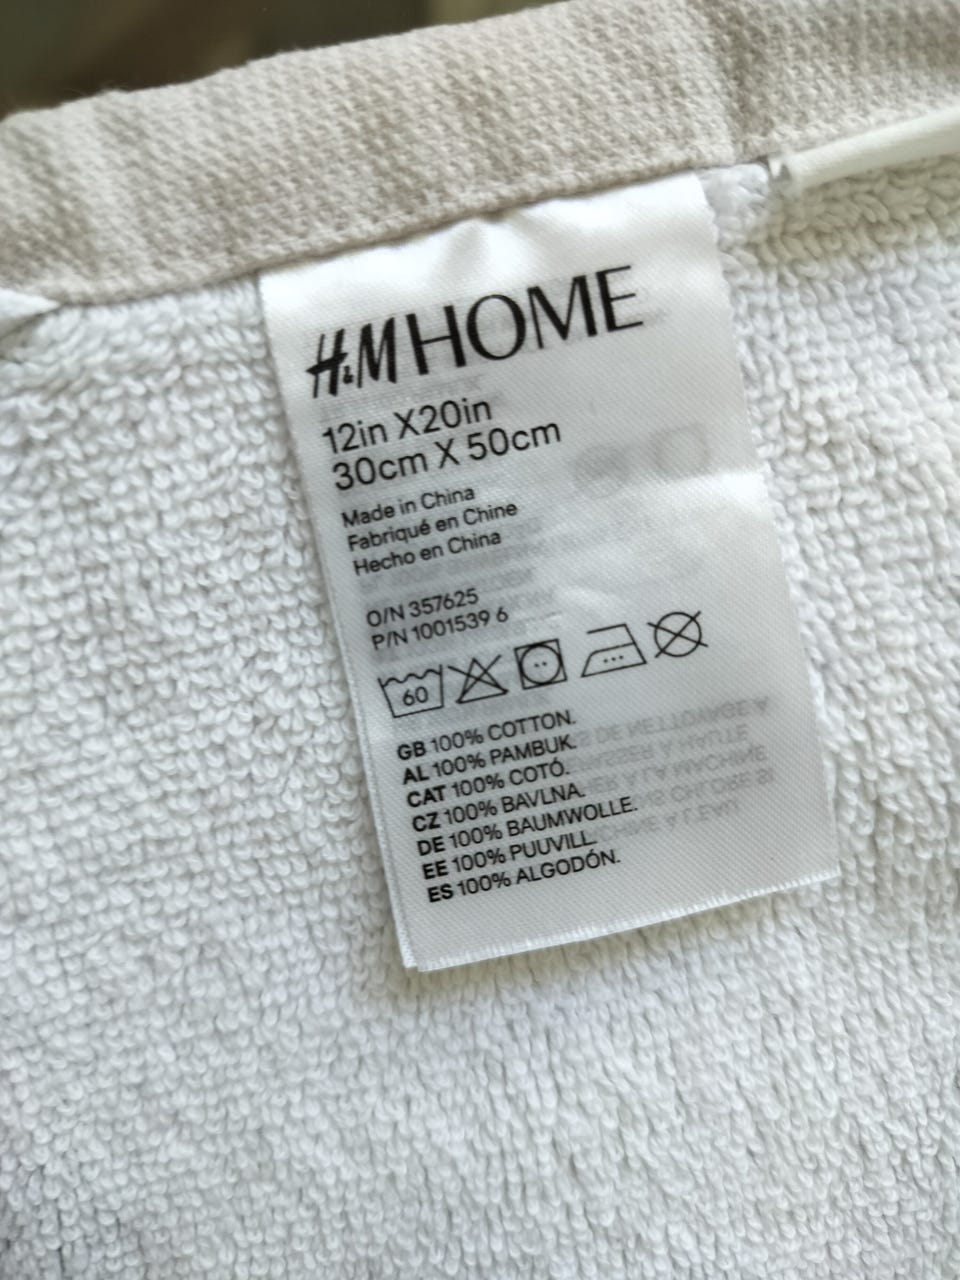 H&M HOME
12in X20in
30cm X 50cm
Made in China
Fabriqué en Chine
Hecho en China
O/N 357625
P/N 1001539 6
60
GB 100% COTTON.
AL 100% PAMBUK.
CAT 100% COTÓ.
CZ 100% BAVLNA.
DE 100% BAUMWOLLE.
EE 100% PUUVILL.
ES 100% ALGODÓN.